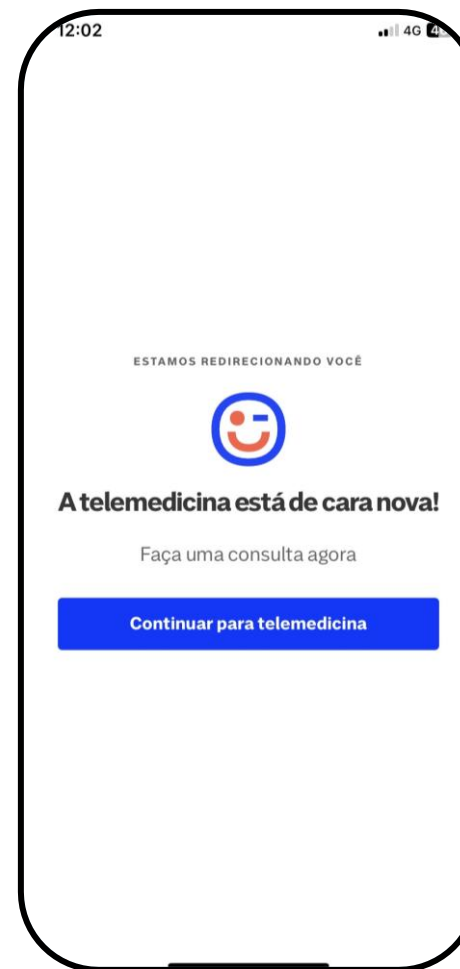 12:02
4G
ESTAMOS REDIRECIONANDO VOCÊ
A telemedicina está de cara nova!
Faça uma consulta agora
Continuar para telemedicina